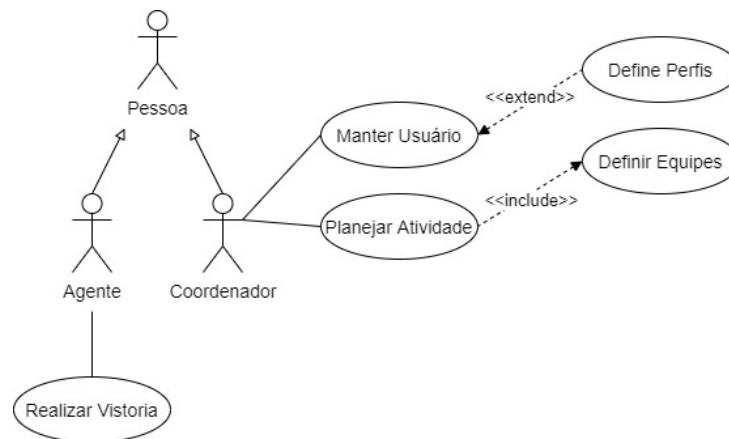 Pessoa
Define Perfis
<<extend>>
Manter Usuário
Definir Equipes
<<include>>
Planejar Atividade
Agente
Coordenador
Realizar Vistoria